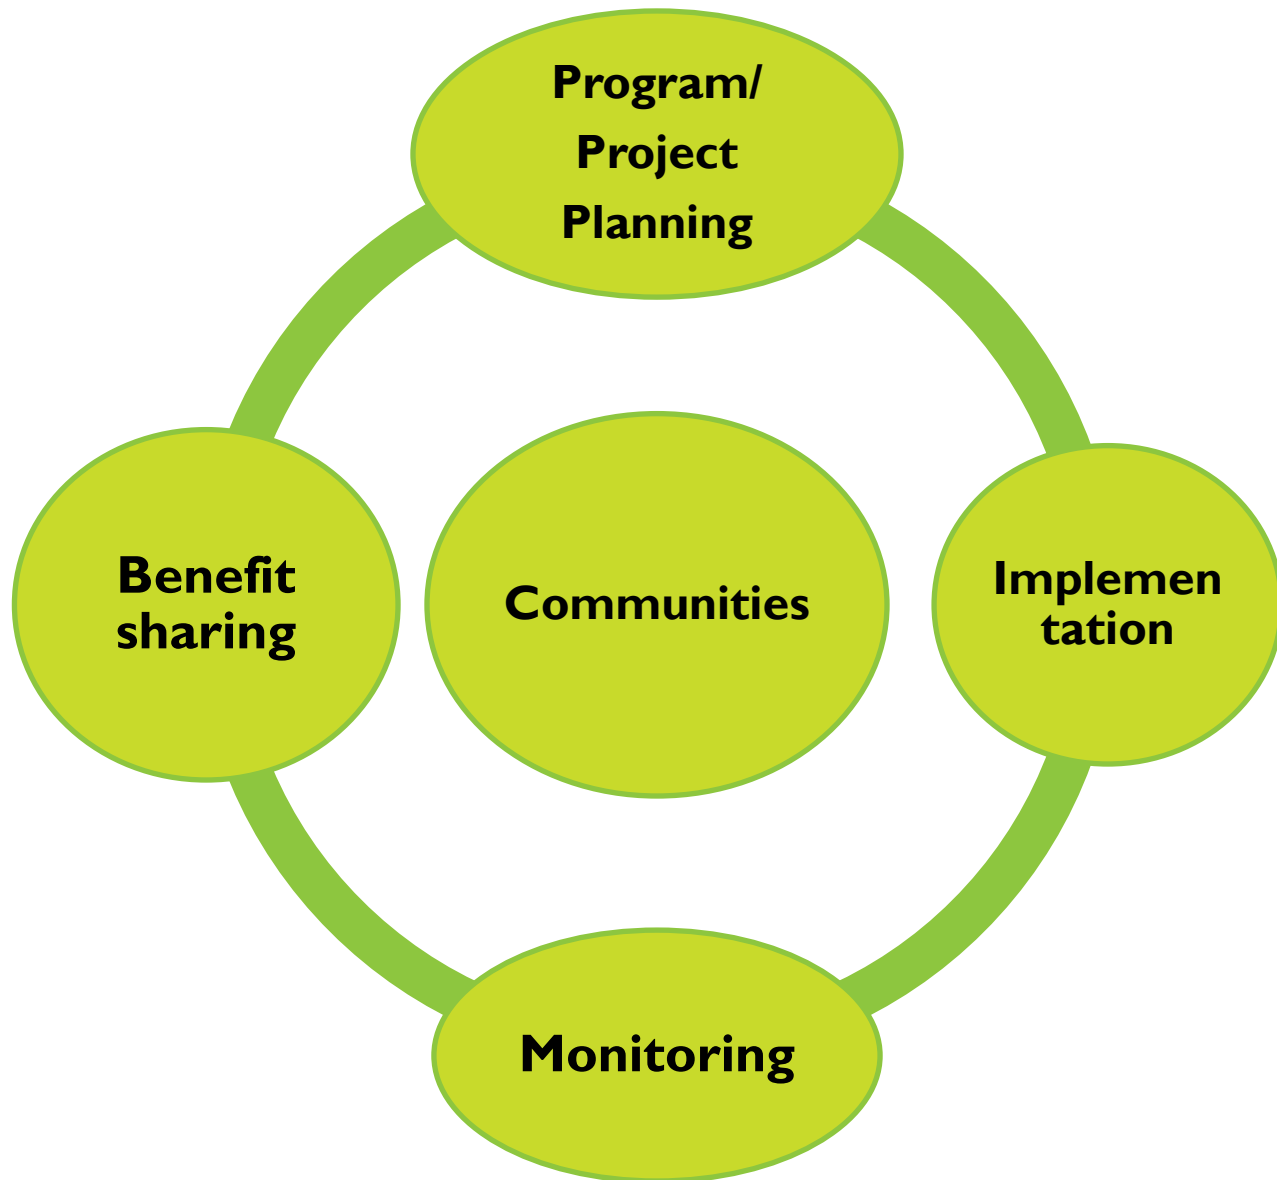 Program/
Project
Planning
Benefit
sharing
Communities
Implemen
tation
Monitoring